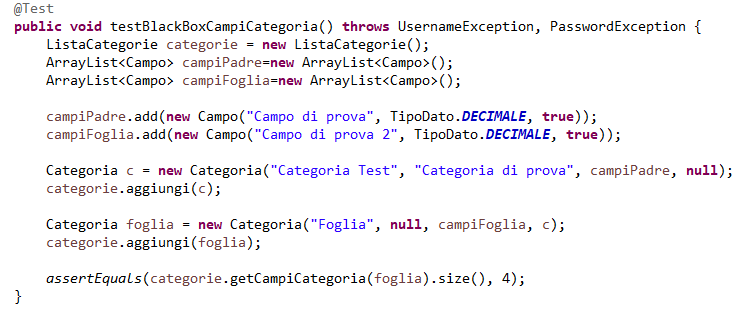 @Test
public void testBlackBoxCampiCategoria() throws UsernameException, PasswordException {
ListaCategorie categorie = new ListaCategorie();
ArrayList<Campo> campiPadre=new ArrayList<Campo>();
ArrayList<Campo> campiFoglia=new ArrayList<Campo>();
campiPadre.add(new Campo("Campo di prova", TipoDato.DECIMALE, true));
campiFoglia.add(new Campo("Campo di prova 2", TipoDato.DECIMALE, true));
Categoria c = new Categoria("Categoria Test", "Categoria di prova", campiPadre, null);
categorie.aggiungi(c);
Categoria foglia = new Categoria("Foglia", null, campiFoglia, c);
categorie.aggiungi(foglia);
assertEquals(categorie.getCampiCategoria(foglia).size(), 4);
}